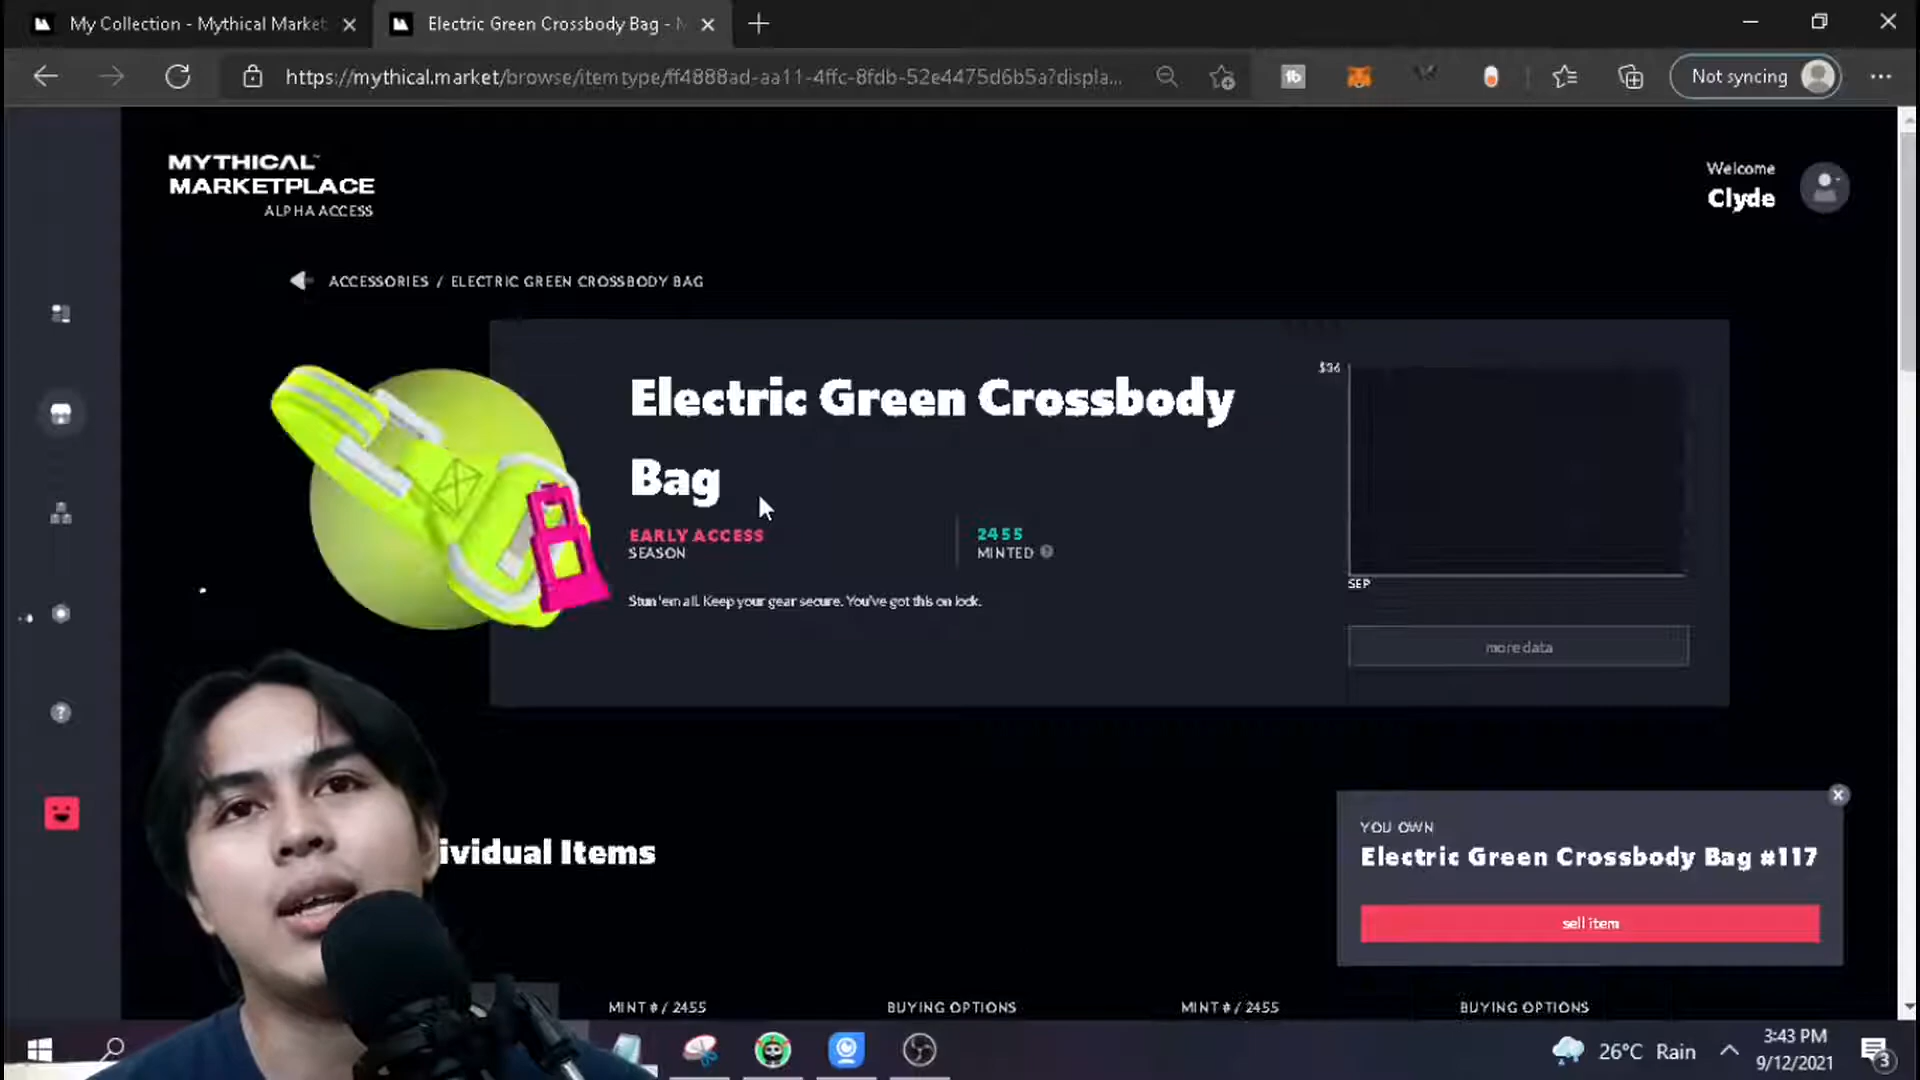 My Collection - Mythical Market
Electric Green Crossbody Bag -
https://mythical.market/browse/itemtype/ff4888ad-aa11-4ffc-8fdb-52e4475d6b5a?displa...
Not syncing
MYTHICAL
MARKETPLACE
ALPHA ACCESS
Welcome
Clyde
ACCESSORIES / ELECTRIC GREEN CROSSBODY BAG
Electric Green Crossbody
Bag
EARLY ACCESS
SEASON
2455
MINTED
Stun 'em all. Keep your gear secure. You've got this on lock.
$36
SEP
more data
ividual Items
YOU OWN
Electric Green Crossbody Bag #117
sell item
MINT # / 2455
BUYING OPTIONS
MINT # / 2455
BUYING OPTIONS
26°C Rain
3:43 PM
9/12/2021
3